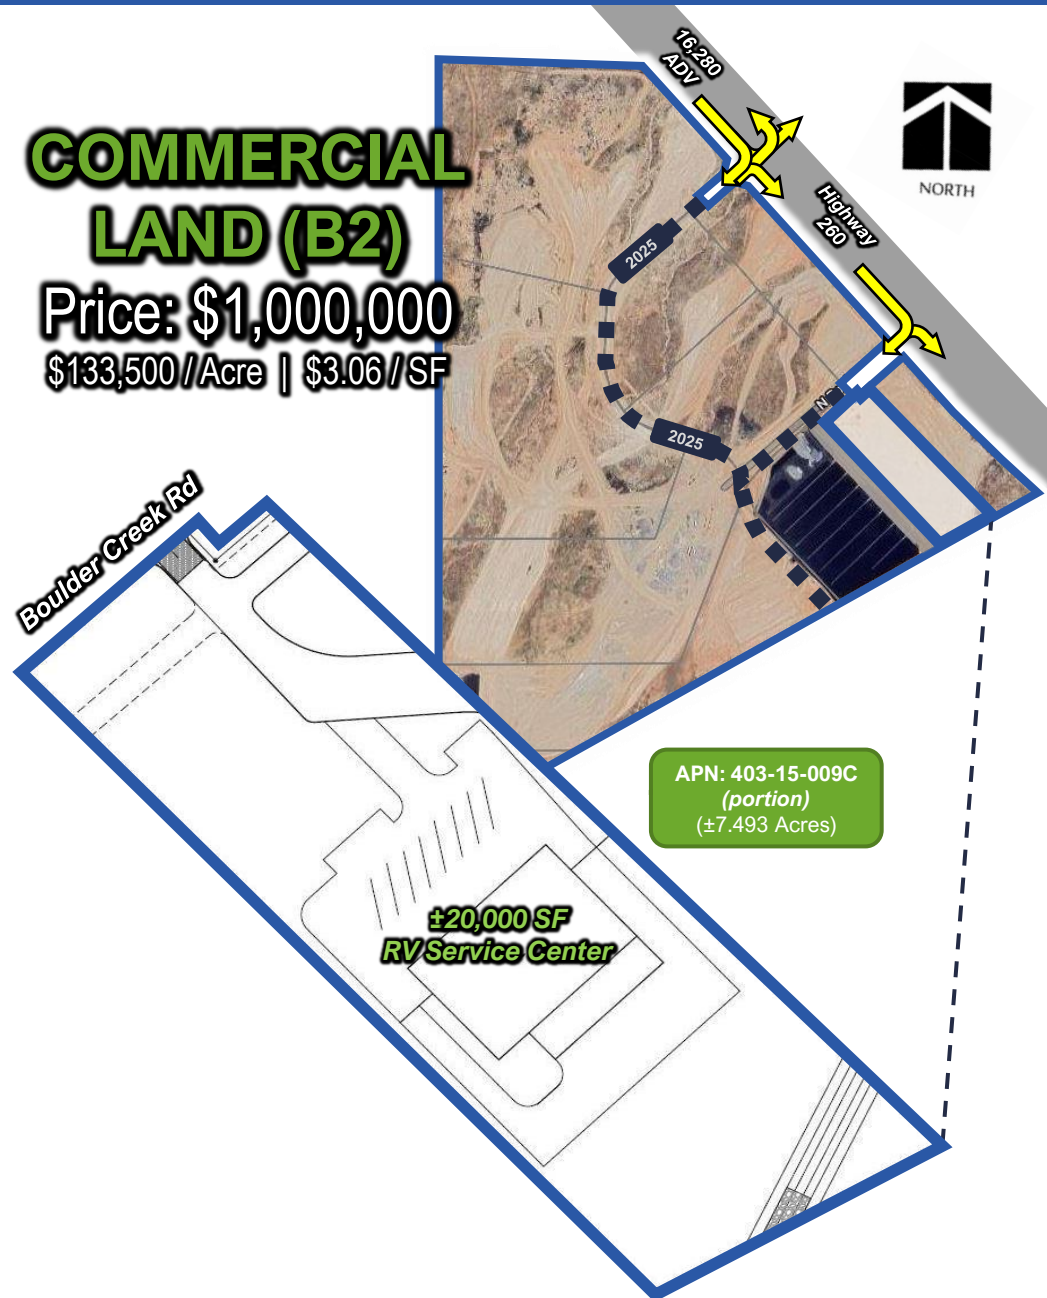 COMMERCIAL
LAND (B2)
Price: $1,000,000
$133,500 / Acre | $3.06 / SF
16,280
ADV
Highway
260
NORTH
2025
2025
Boulder Creek Rd
APN: 403-15-009C
(portion)
(±7.493 Acres)
±20,000 SF
RV Service Center